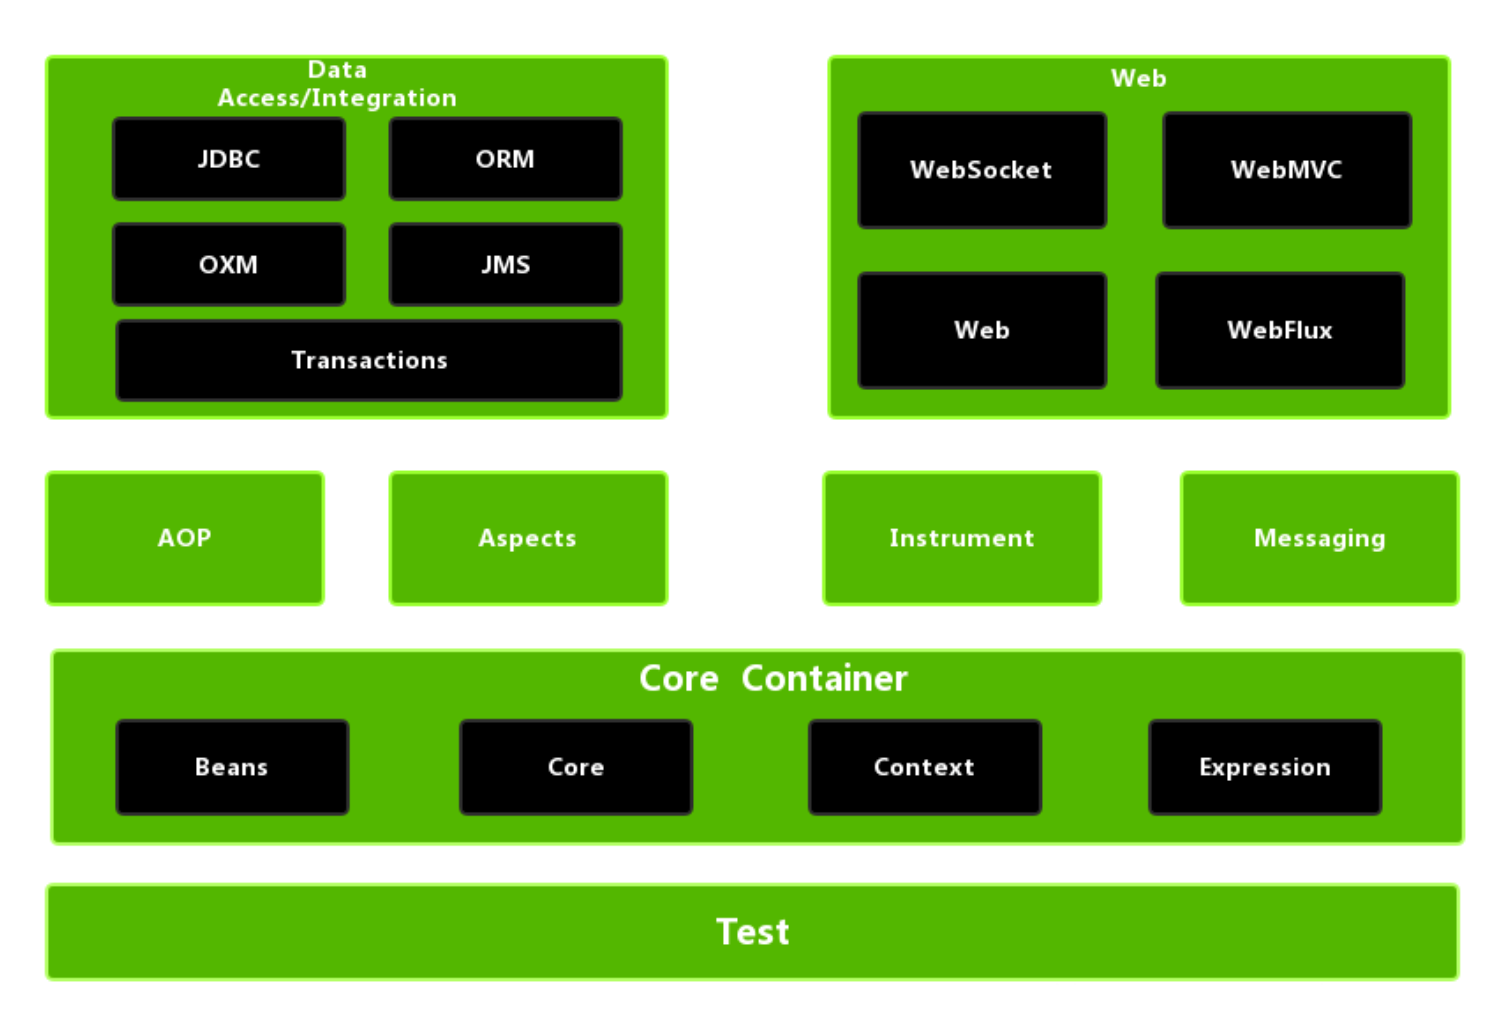 Data
Access/Integration
JDBC
ORM
OXM
JMS
Transactions
Web
WebSocket
WebMVC
Web
WebFlux
AOP
Aspects
Instrument
Messaging
Core Container
Beans
Core
Context
Expression
Test